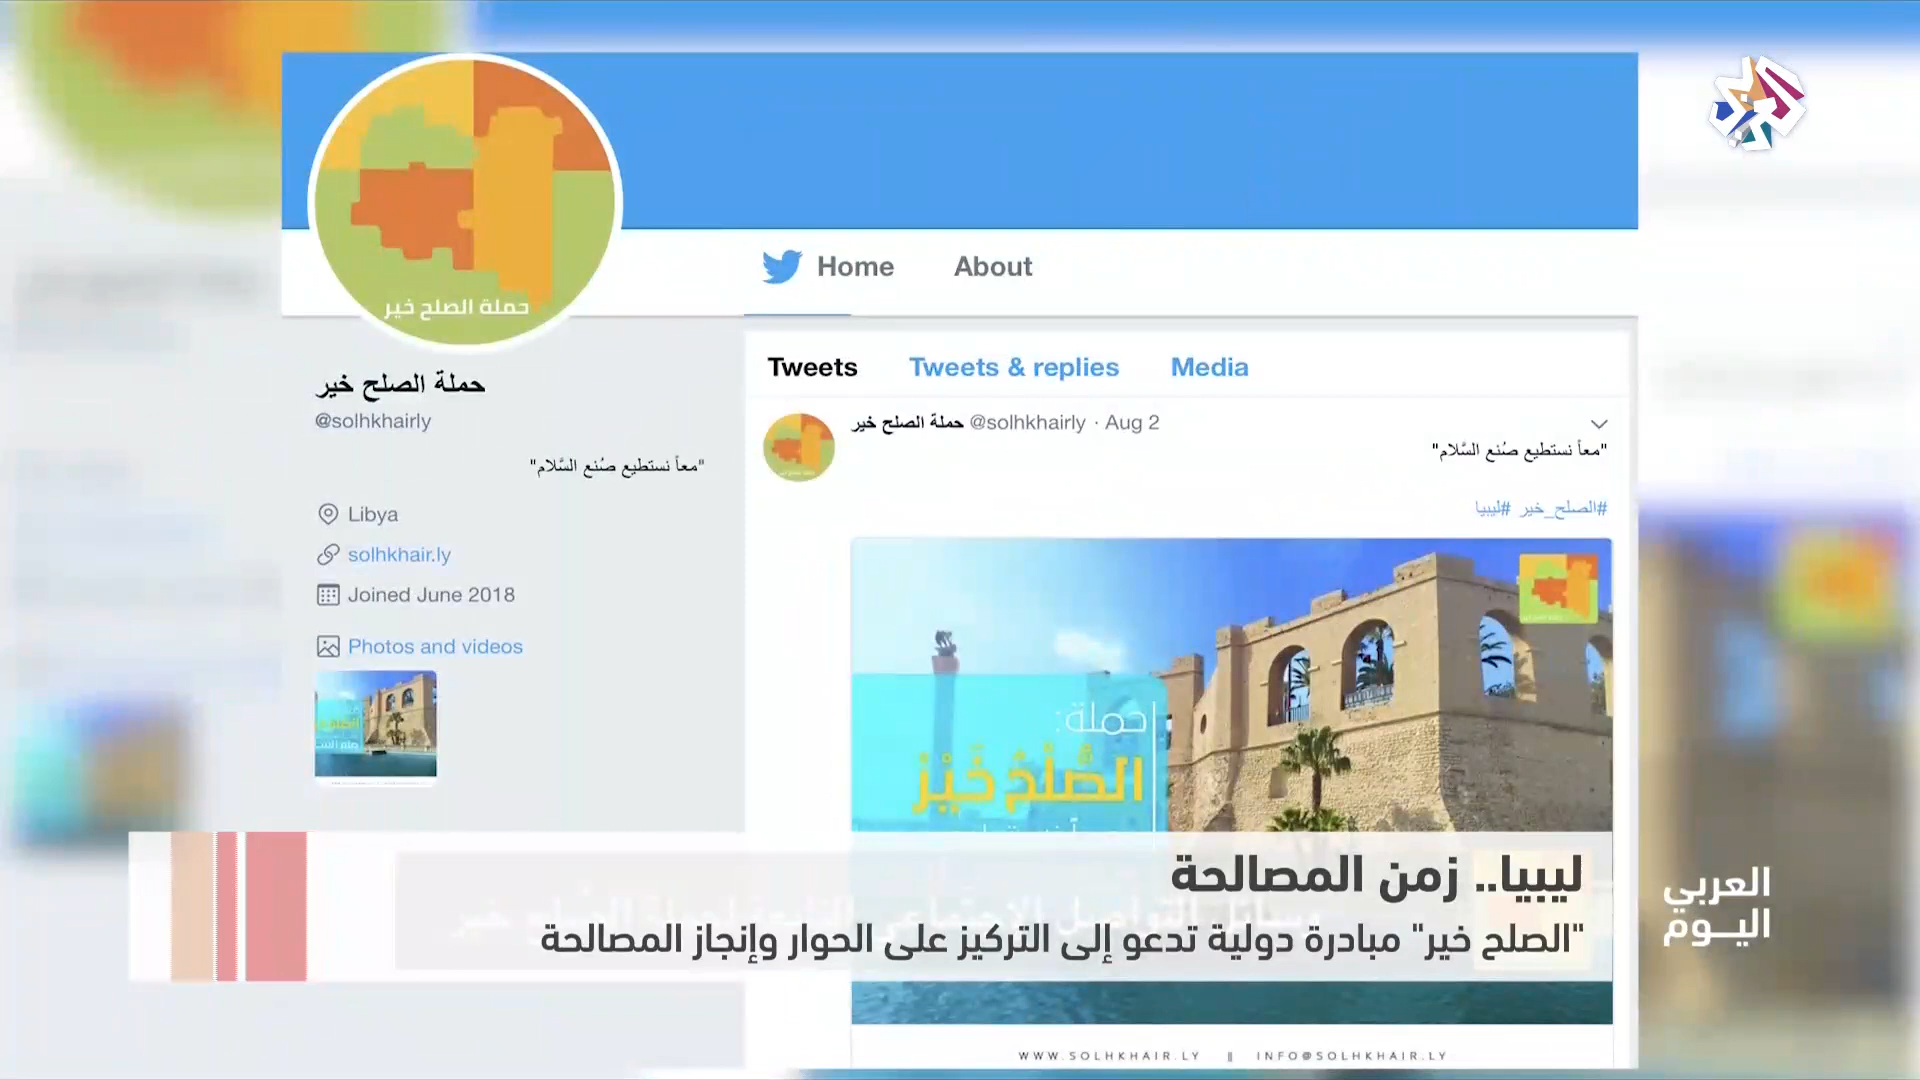 حملة الصلح خير
Home About
حملة الصلح خير
@solhkhairly
"معاً نستطيع صُنع السَّلام"
Libya
solhkhair.ly
Joined June 2018
Photos and videos
Tweets Tweets & replies Media
حملة الصلح خير @solhkhairly · Aug 2
"معاً نستطيع صُنع السَّلام"
#الصلح_خير #ليبيا
حملة:
الصُّلْحُ خَيْرٌ
ليبيا.. زمن المصالحة
"الصلح خير" مبادرة دولية تدعو إلى التركيز على الحوار وإنجاز المصالحة
العربي
اليوم
WWW.SOLHKHAIR.LY || INFO@SOLHKHAIR.LY